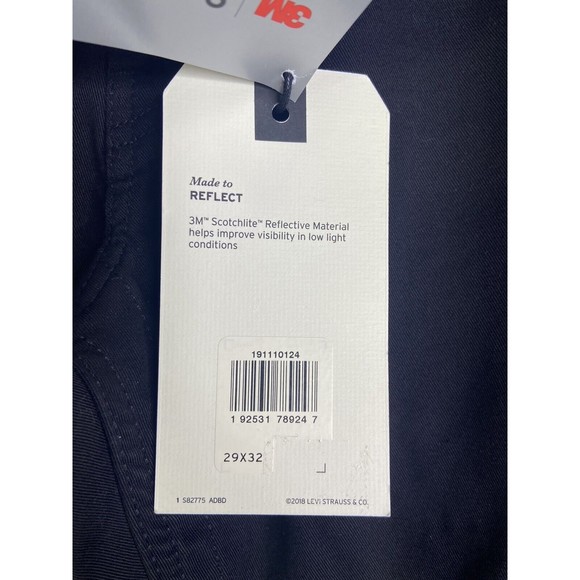 3M
Made to
REFLECT
3M™ Scotchlite™ Reflective Material
helps improve visibility in low light
conditions
191110124
1 92531 78924 7
29X32
1 S82775 ADBD ©2018 LEVI STRAUSS & CO.